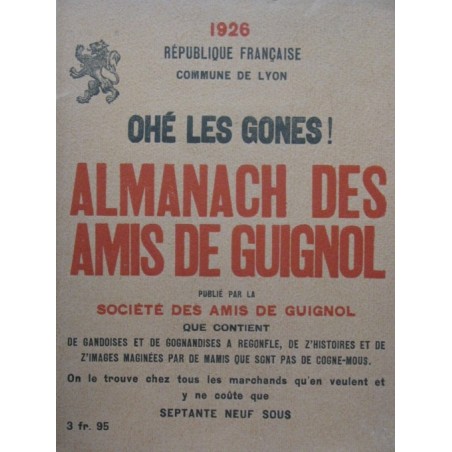 1926
RÉPUBLIQUE FRANÇAISE
COMMUNE DE LYON
OHÉ LES GONES!
ALMANACH DES
AMIS DE GUIGNOL
PUBLIÉ PAR LA
SOCIÉTÉ DES AMIS DE GUIGNOL
QUE CONTIENT
DE GANDOISES ET DE GOGNANDISES A REGONFLE, DE Z'HISTOIRES ET DE
Z'IMAGES MAGINÉES PAR DE MAMIS QUE SONT PAS DE COGNE-MOUS.
On le trouve chez tous les marchands qu'en veulent et
y ne coûte que
SEPTANTE NEUF SOUS
3 fr. 95